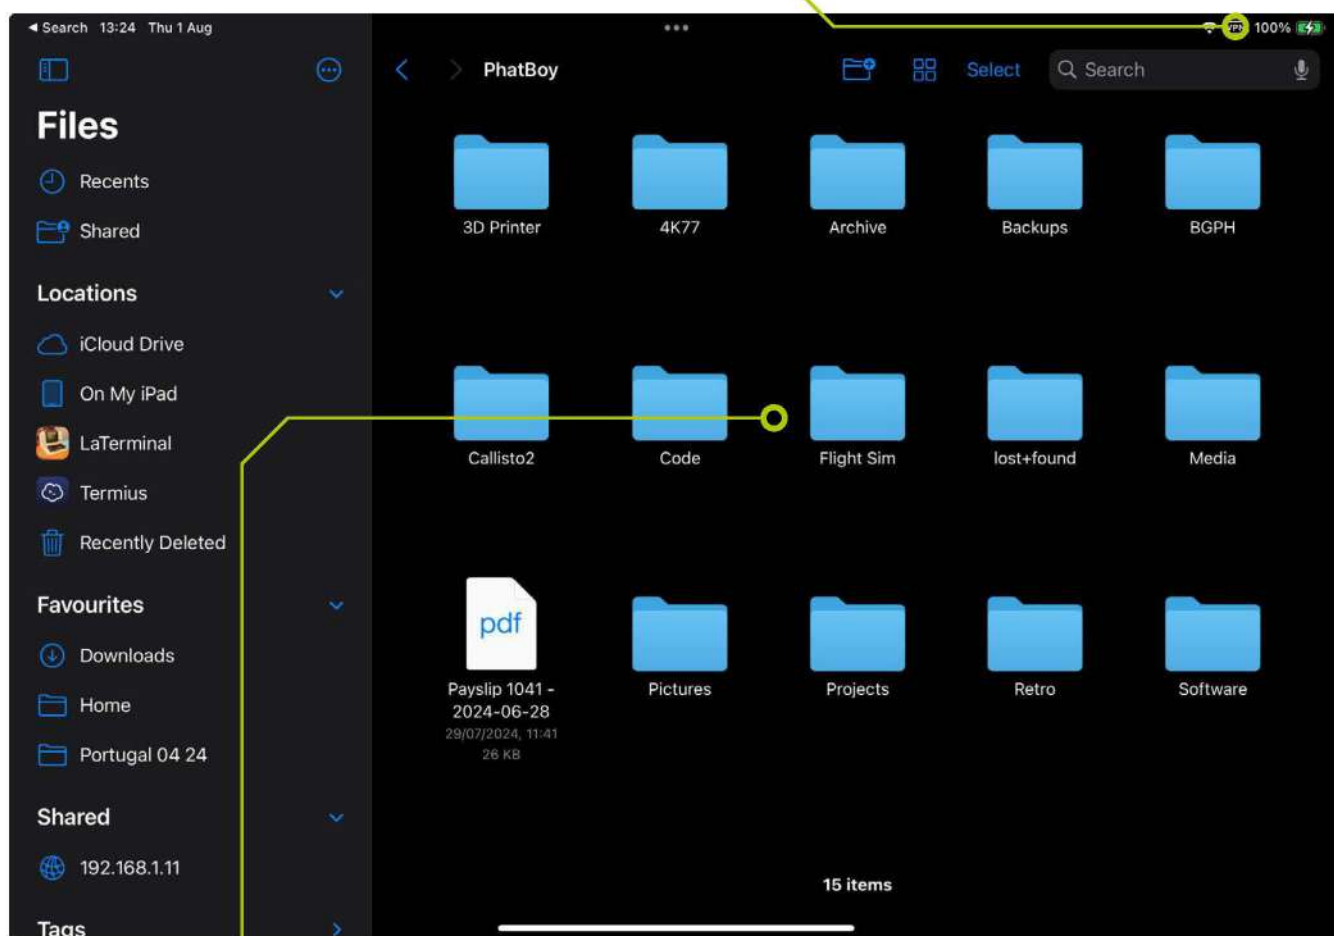 Search 13:24 Thu 1 Aug
VPN 100%
PhatBoy
Select
Search
Files
Recents
Shared
Locations
iCloud Drive
On My iPad
LaTerminal
Termius
Recently Deleted
Favourites
Downloads
Home
Portugal 04 24
Shared
192.168.1.11
Tags
3D Printer 4K77 Archive Backups BGPH
Callisto2 Code Flight Sim lost+found Media
pdf
Payslip 1041 - Pictures Projects Retro Software
2024-06-28
29/07/2024, 11:41
26 KB
15 items